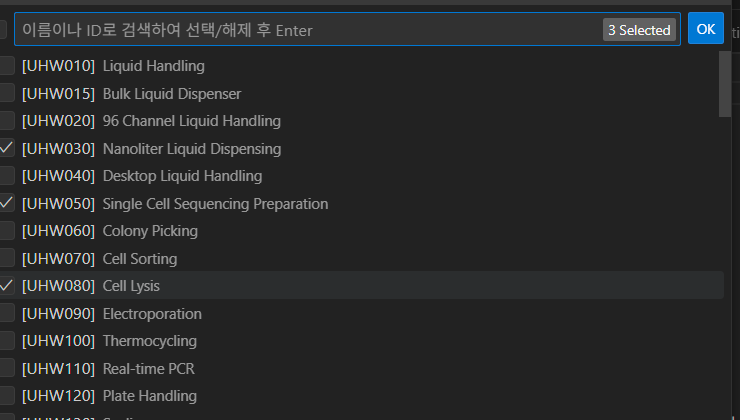 이름이나 ID로 검색하여 선택/해제 후 Enter 3 Selected OK
[UHW010] Liquid Handling
[UHW015] Bulk Liquid Dispenser
[UHW020] 96 Channel Liquid Handling
[UHW030] Nanoliter Liquid Dispensing
[UHW040] Desktop Liquid Handling
[UHW050] Single Cell Sequencing Preparation
[UHW060] Colony Picking
[UHW070] Cell Sorting
[UHW080] Cell Lysis
[UHW090] Electroporation
[UHW100] Thermocycling
[UHW110] Real-time PCR
[UHW120] Plate Handling